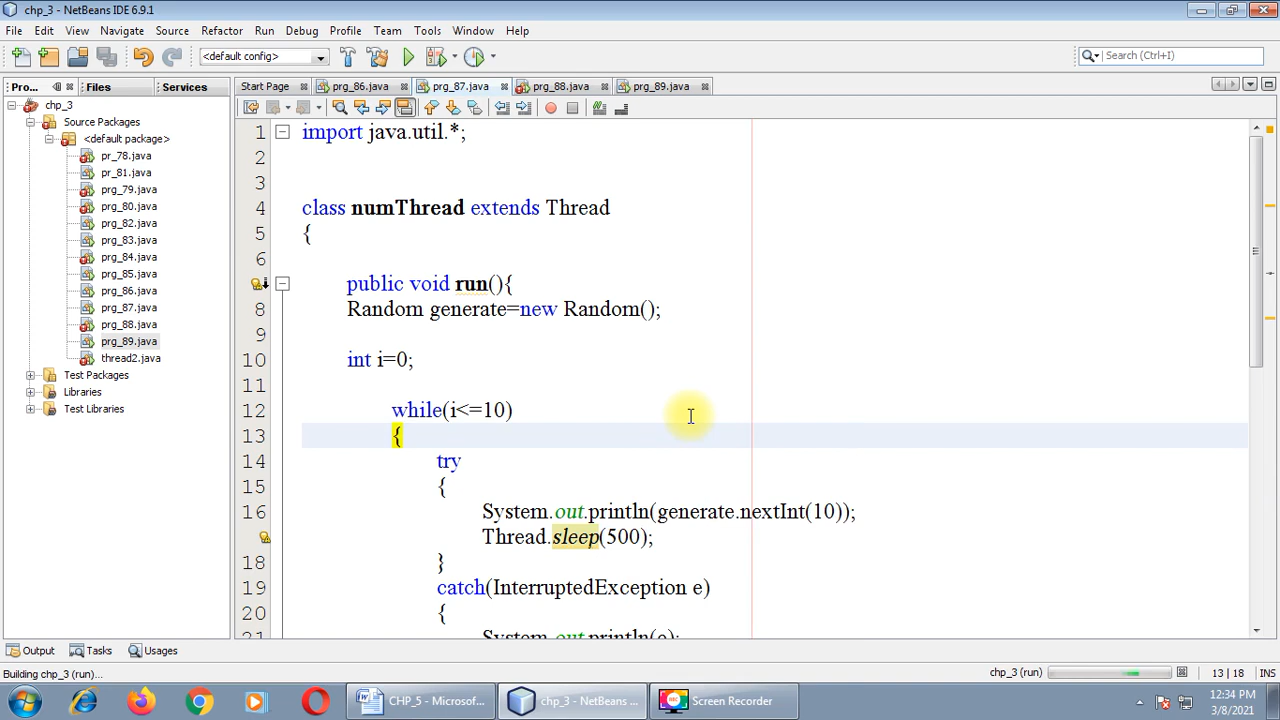 chp_3 - NetBeans IDE 6.9.1
File Edit View Navigate Source Refactor Run Debug Profile Team Tools Window Help
<default config>
Search (Ctrl+I)
Pro... Files Services
Start Page prg_86.java prg_87.java prg_88.java prg_89.java
chp_3
Source Packages
<default package>
pr_78.java
pr_81.java
prg_79.java
prg_80.java
prg_82.java
prg_83.java
prg_84.java
prg_85.java
prg_86.java
prg_87.java
prg_88.java
prg_89.java
thread2.java
Test Packages
Libraries
Test Libraries
1 import java.util.*;
2
3
4 class numThread extends Thread
5 {
6
public void run(){
8 Random generate=new Random();
9
10 int i=0;
11
12 while(i<=10)
13 {
14 try
15 {
16 System.out.println(generate.nextInt(10));
Thread.sleep(500);
18 }
19 catch(InterruptedException e)
20 {
21 System.out.println(e);
Output Tasks Usages
Building chp_3 (run)...
chp_3 (run)
13 | 18 INS
CHP_5 - Microsof...
chp_3 - NetBeans ...
Screen Recorder
12:34 PM
3/8/2021